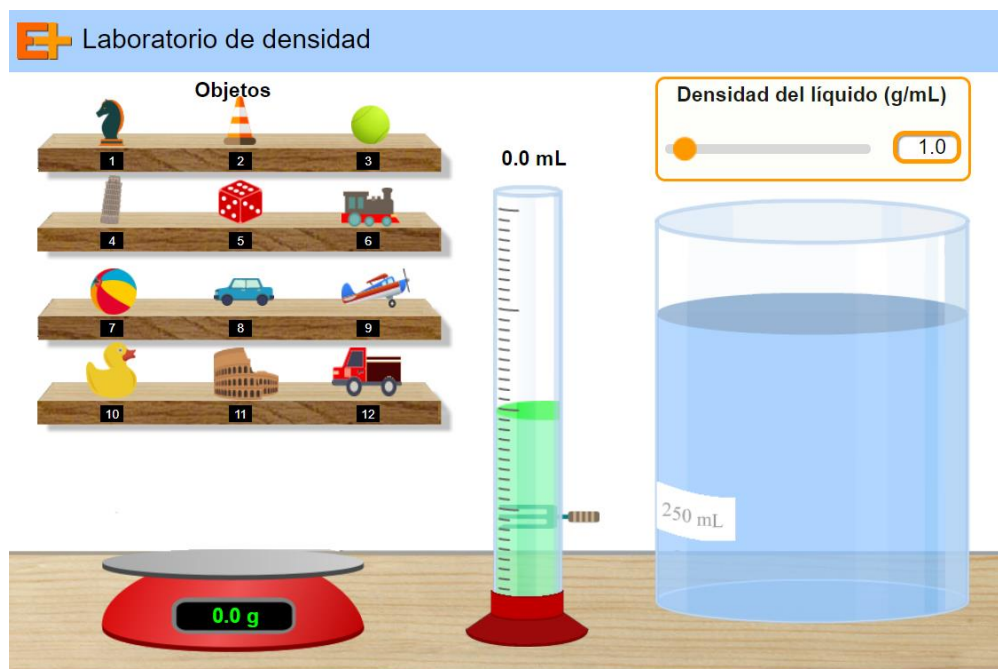 E+ Laboratorio de densidad
Objetos
1 2 3
4 5 6
7 8 9
10 11 12
0.0 mL
Densidad del líquido (g/mL)
1.0
250 mL
0.0 g